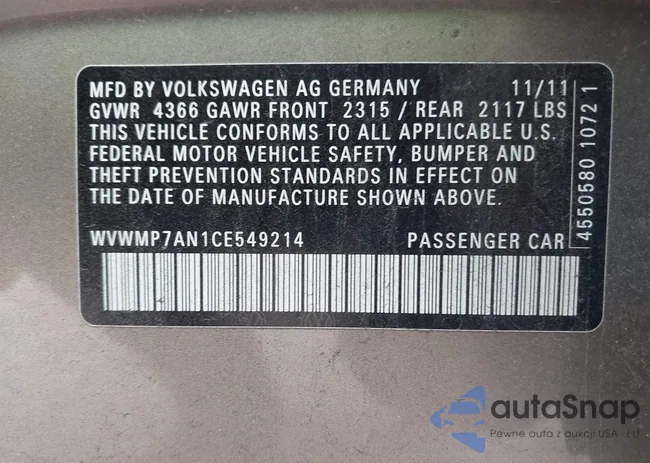 MFD BY VOLKSWAGEN AG GERMANY 11/11
GVWR 4366 GAWR FRONT 2315 / REAR 2117 LBS
THIS VEHICLE CONFORMS TO ALL APPLICABLE U.S.
FEDERAL MOTOR VEHICLE SAFETY, BUMPER AND
THEFT PREVENTION STANDARDS IN EFFECT ON
THE DATE OF MANUFACTURE SHOWN ABOVE.
WVWMP7AN1CE549214 PASSENGER CAR
4550580 1072 1
autaSnap
Pewne auta z aukcji USA i EU